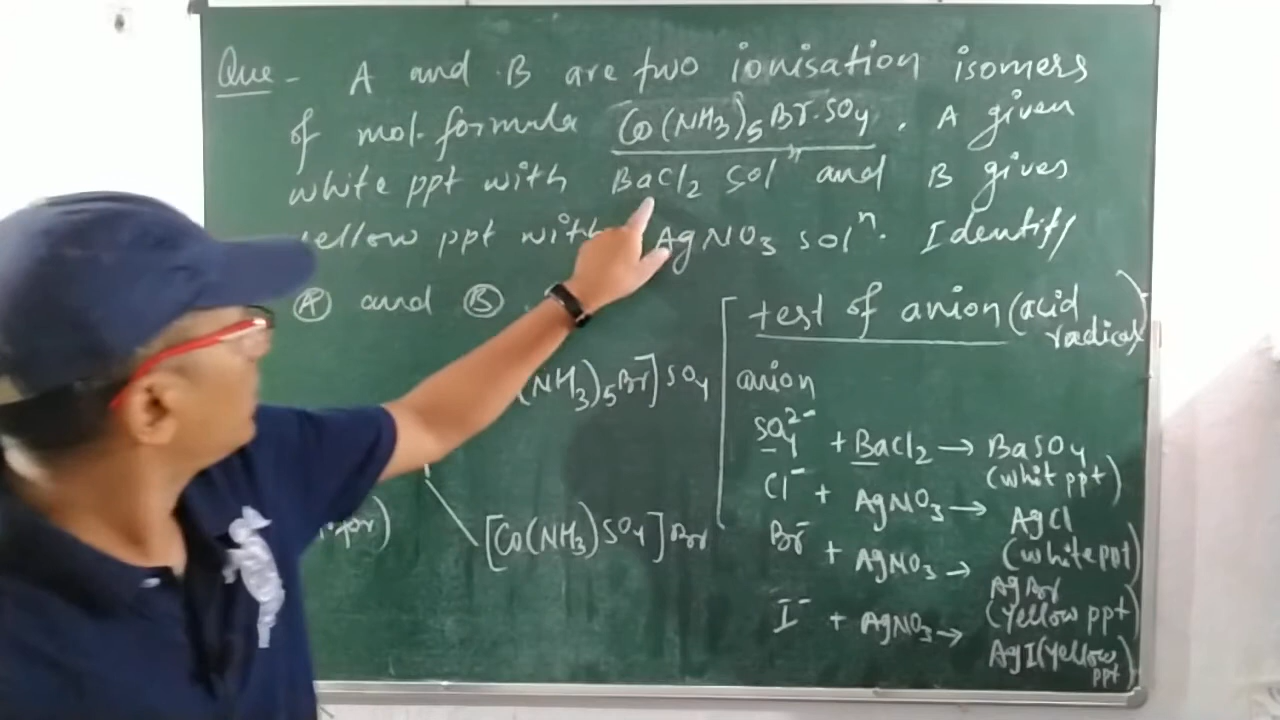 Que - A and B are two ionisation isomers
of mol. formula Co(NH3)5Br.SO4. A given
white ppt with BaCl2 solⁿ and B gives
yellow ppt with AgNO3 solⁿ. Identify
Ⓐ and Ⓑ.
(NH3)5Br]SO4
[Co(NH3)SO4]Br
test of anion (acid
radical)
anion
SO4²⁻ + BaCl2 → BaSO4
(whit ppt)
Cl⁻ + AgNO3 → AgCl
(white ppt)
Br⁻ + AgNO3 → AgBr
(Yellow ppt)
I⁻ + AgNO3 → AgI (yellow
ppt)